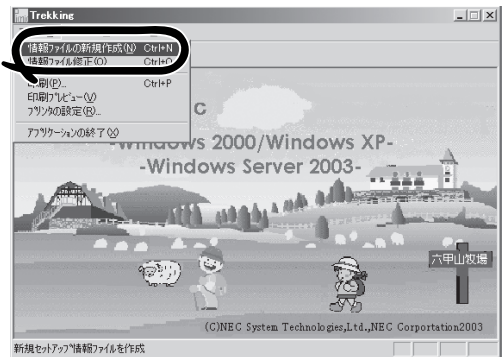 Trekking
情報ファイルの新規作成(N) Ctrl+N
情報ファイル修正(O) Ctrl+O
印刷(P)... Ctrl+P
印刷プレビュー(V)
プリンタの設定(R)...
アプリケーションの終了(X)
C
-Windows 2000/Windows XP-
-Windows Server 2003-
六甲山牧場
(C)NEC System Technologies,Ltd.,NEC Corportation2003
新規セットアップ情報ファイルを作成